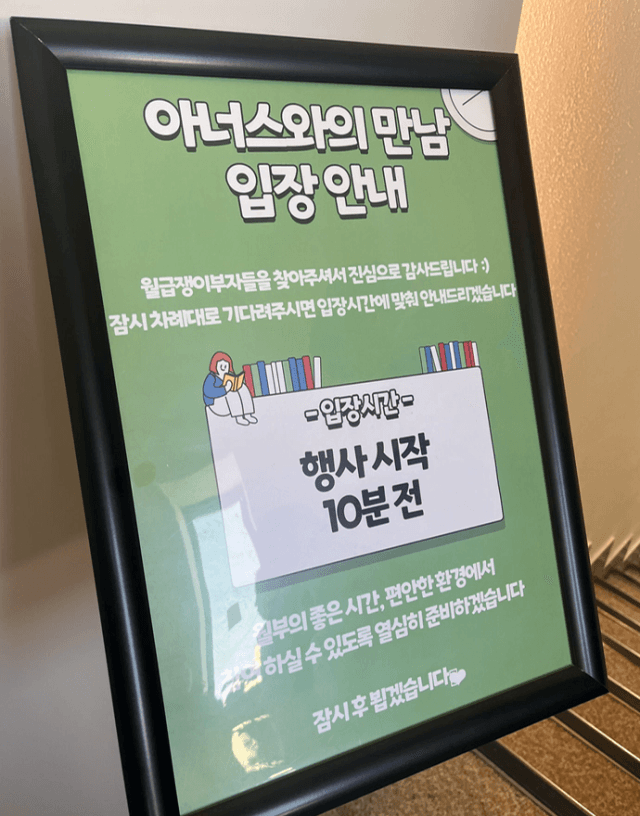 아너스와의 만남
입장 안내
월급쟁이부자들을 찾아주셔서 진심으로 감사드립니다 :)
잠시 차례대로 기다려주시면 입장시간에 맞춰 안내드리겠습니다
- 입장시간 -
행사 시작
10분 전
월부의 좋은 시간, 편안한 환경에서
하실 수 있도록 열심히 준비하겠습니다
잠시 후 뵙겠습니다